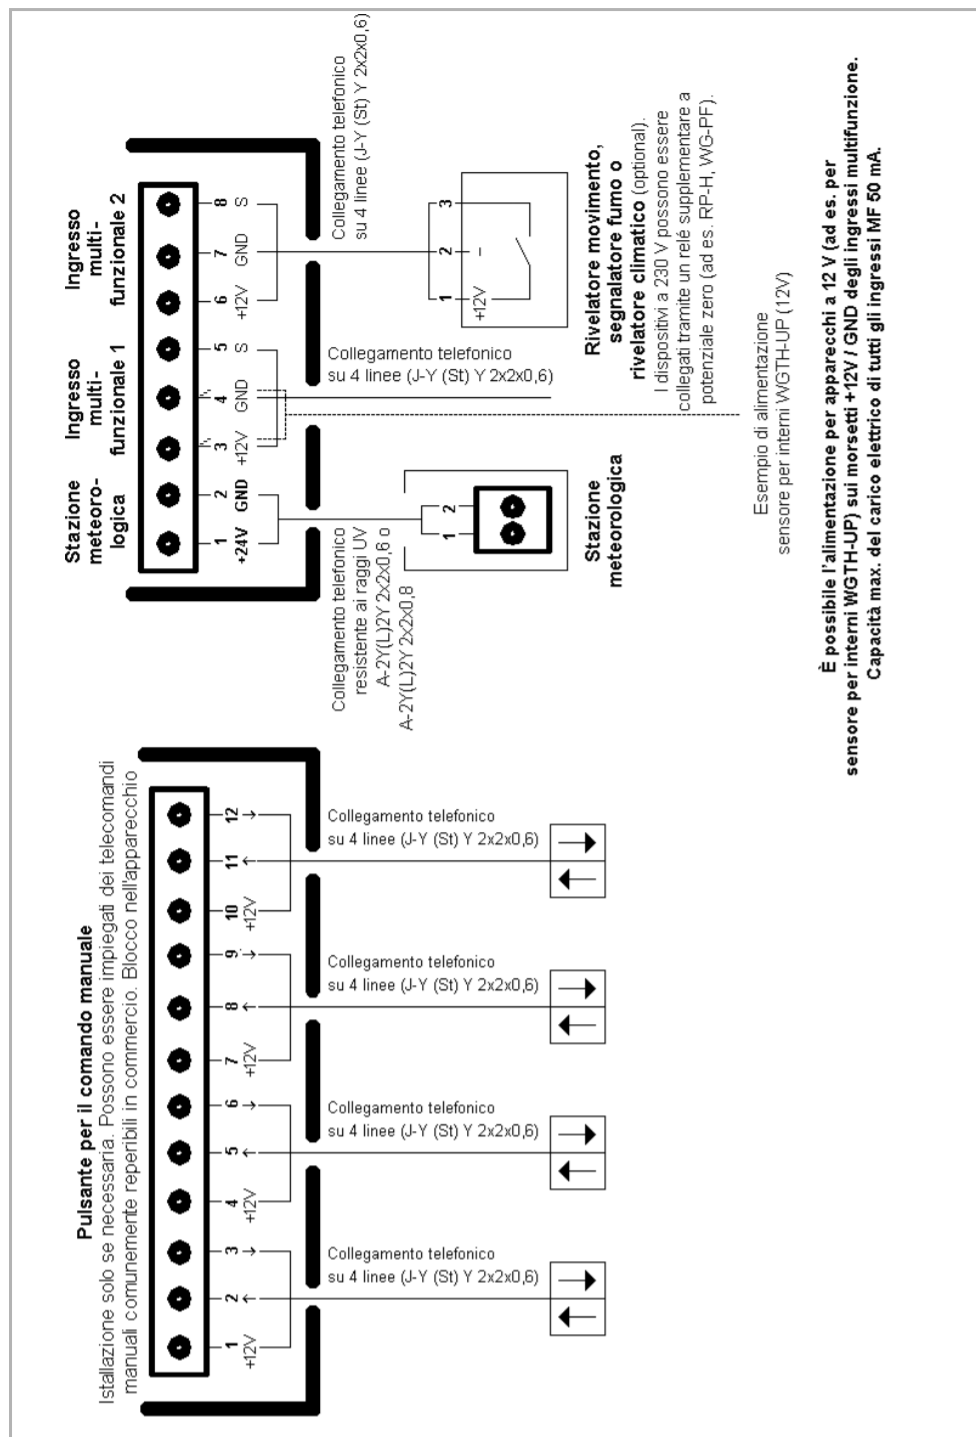 Pulsante per il comando manuale
Istallazione solo se necessaria. Possono essere impiegati dei telecomandi
manuali comunemente reperibili in commercio. Blocco nell'apparecchio
1
2
3
4
5
6
7
8
9
10
11
12
+12V
←
→
+12V
←
→
+12V
←
→
+12V
←
→
Collegamento telefonico
su 4 linee (J-Y (St) Y 2x2x0,6)
Collegamento telefonico
su 4 linee (J-Y (St) Y 2x2x0,6)
Collegamento telefonico
su 4 linee (J-Y (St) Y 2x2x0,6)
Collegamento telefonico
su 4 linee (J-Y (St) Y 2x2x0,6)
Stazione
meteoro-
logica
Ingresso
multi-
funzionale 1
Ingresso
multi-
funzionale 2
1
2
3
4
5
6
7
8
+24V
GND
+12V
GND
S
+12V
GND
S
Collegamento telefonico
resistente ai raggi UV
A-2Y(L)2Y 2x2x0,6 o
A-2Y(L)2Y 2x2x0,8
Collegamento telefonico
su 4 linee (J-Y (St) Y 2x2x0,6)
Collegamento telefonico
su 4 linee (J-Y (St) Y 2x2x0,6)
1
2
Stazione
meteorologica
1
2
3
+12V
–
Rivelatore movimento,
segnalatore fumo o
rivelatore climatico (optional).
I dispositivi a 230 V possono essere
collegati tramite un relé supplementare a
potenziale zero (ad es. RP-H, WG-PF).
Esempio di alimentazione
sensore per interni WGTH-UP (12V)
È possibile l'alimentazione per apparecchi a 12 V (ad es. per
sensore per interni WGTH-UP) sui morsetti +12V / GND degli ingressi multifunzione.
Capacità max. del carico elettrico di tutti gli ingressi MF 50 mA.